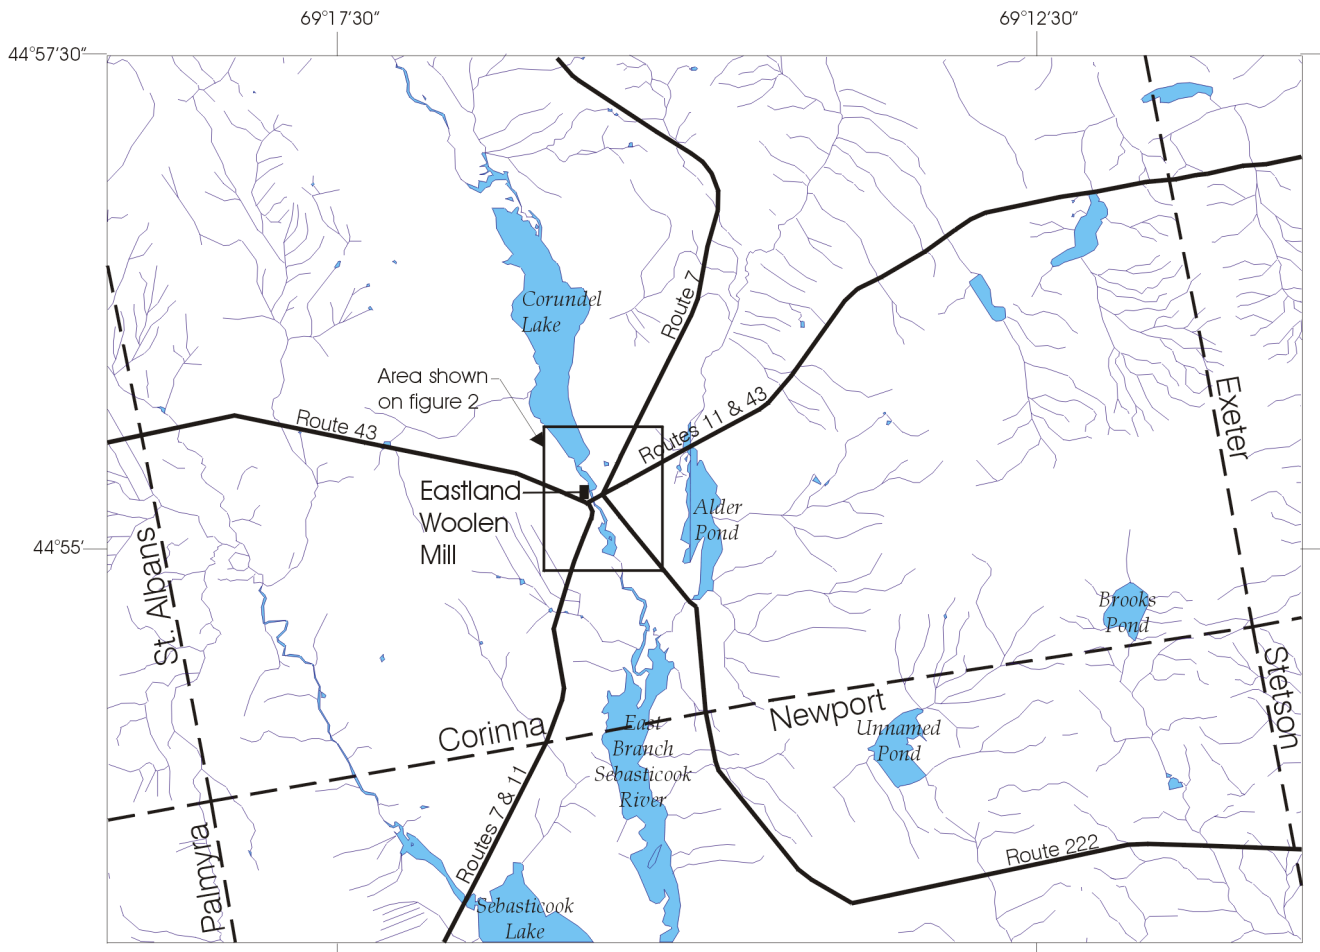 69°17'30"
69°12'30"
44°57'30"
Corundel
Lake
Route 7
Area shown
on figure 2
Route 43
Routes 11 & 43
Exeter
Eastland
Woolen
Mill
Alder
Pond
44°55'
St. Albans
Brooks
Pond
Stetson
Corinna
Newport
East
Branch
Sebasticook
River
Unnamed
Pond
Routes 7 & 11
Palmyra
Route 222
Sebasticook
Lake